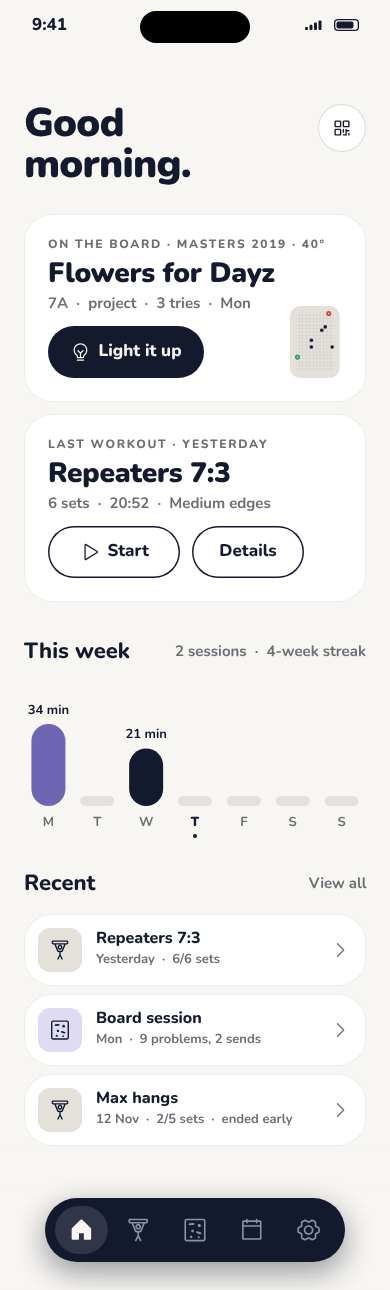 9:41
Good
morning.
ON THE BOARD · MASTERS 2019 · 40°
Flowers for Dayz
7A · project · 3 tries · Mon
Light it up
LAST WORKOUT · YESTERDAY
Repeaters 7:3
6 sets · 20:52 · Medium edges
Start Details
This week 2 sessions · 4-week streak
34 min
21 min
M T W T F S S
Recent View all
Repeaters 7:3
Yesterday · 6/6 sets
Board session
Mon · 9 problems, 2 sends
Max hangs
12 Nov · 2/5 sets · ended early